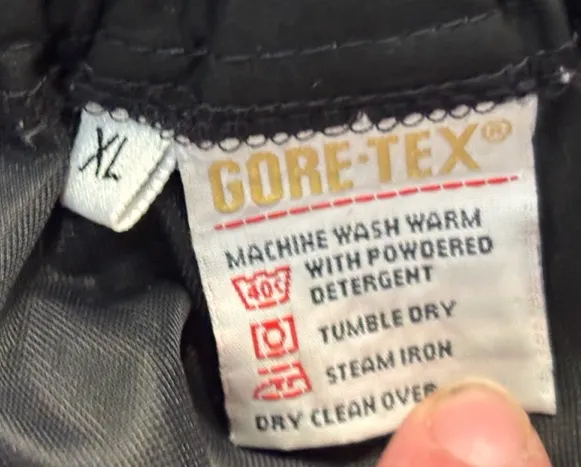 XL
GORE-TEX®
MACHINE WASH WARM
WITH POWDERED
40°
DETERGENT
TUMBLE DRY
STEAM IRON
DRY CLEAN OVER